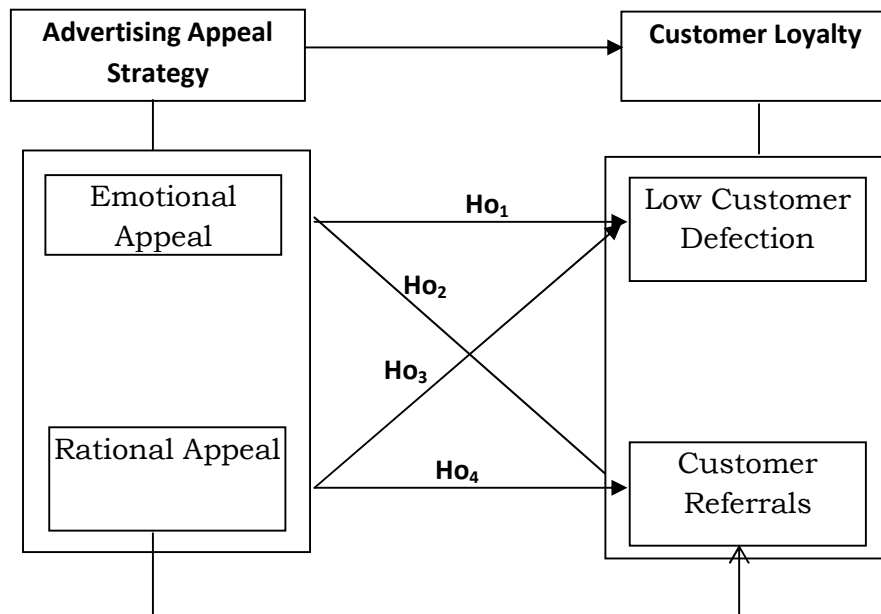 Advertising Appeal
Strategy
Customer Loyalty
Emotional
Appeal
Ho₁
Low Customer
Defection
Ho₂
Ho₃
Rational Appeal
Ho₄
Customer
Referrals